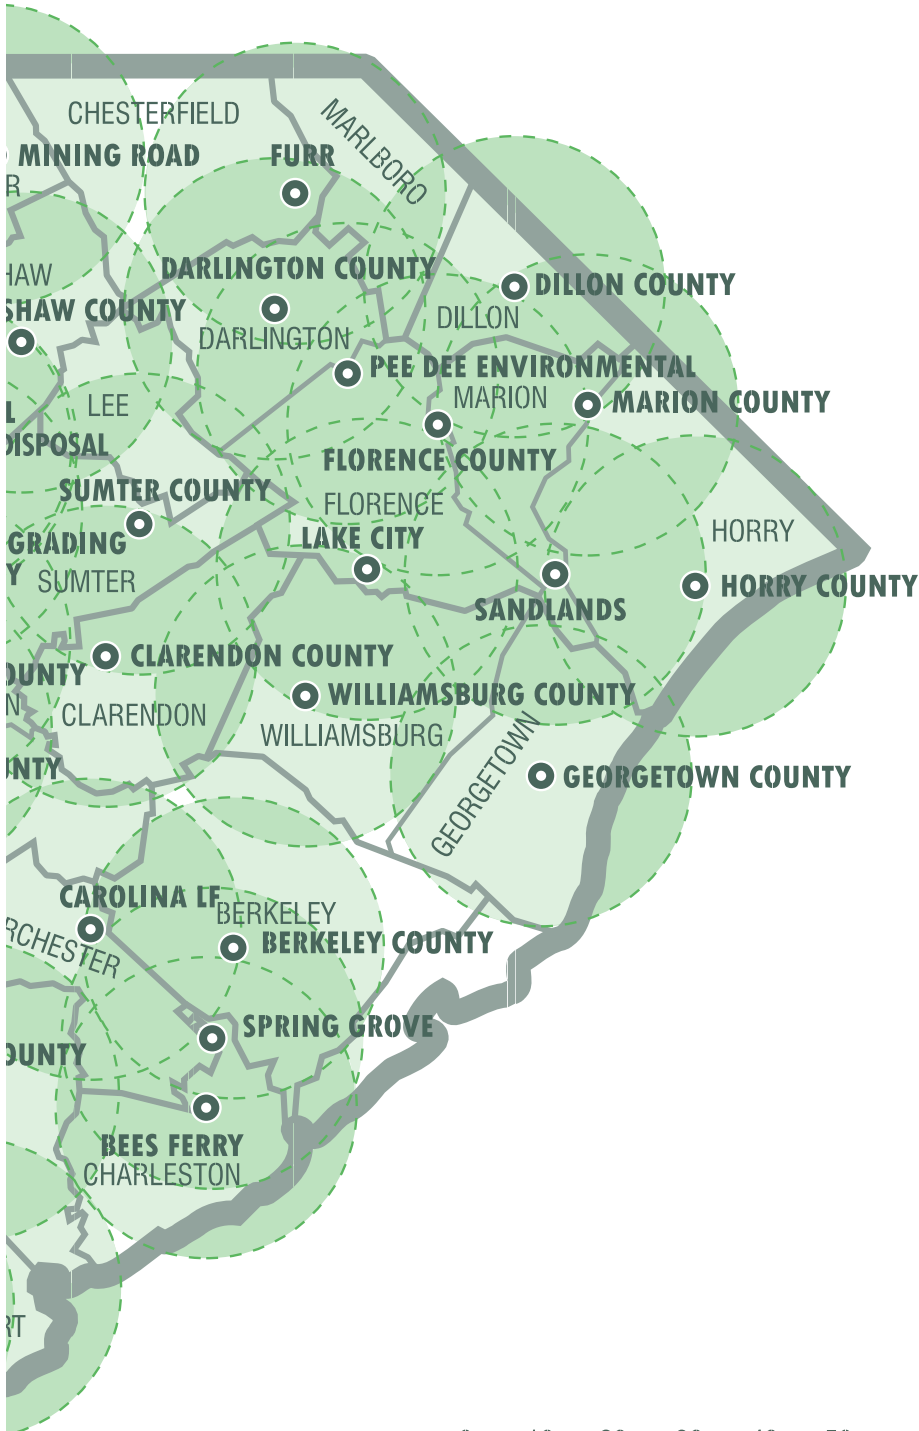 CHESTERFIELD
MARLBORO
MINING ROAD
FURR
R
HAW
DARLINGTON COUNTY
DILLON COUNTY
SHAW COUNTY
DILLON
DARLINGTON
PEE DEE ENVIRONMENTAL
MARION
MARION COUNTY
LEE
L
DISPOSAL
FLORENCE COUNTY
SUMTER COUNTY
FLORENCE
HORRY
GRADING
LAKE CITY
Y
SUMTER
HORRY COUNTY
SANDLANDS
CLARENDON COUNTY
OUNTY
N
WILLIAMSBURG COUNTY
CLARENDON
WILLIAMSBURG
GEORGETOWN
UNTY
GEORGETOWN COUNTY
CAROLINA LF
BERKELEY
RCHESTER
BERKELEY COUNTY
SPRING GROVE
OUNTY
BEES FERRY
CHARLESTON
RT